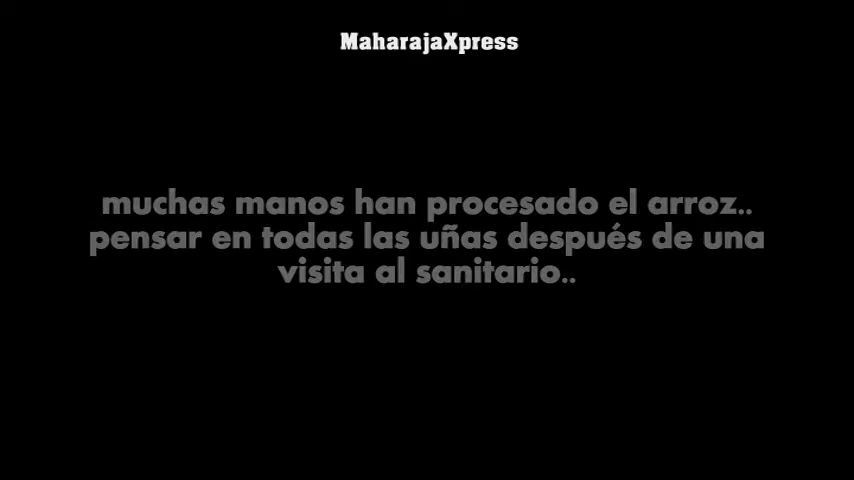 MaharajaXpress
muchas manos han procesado el arroz..
pensar en todas las uñas después de una
visita al sanitario..